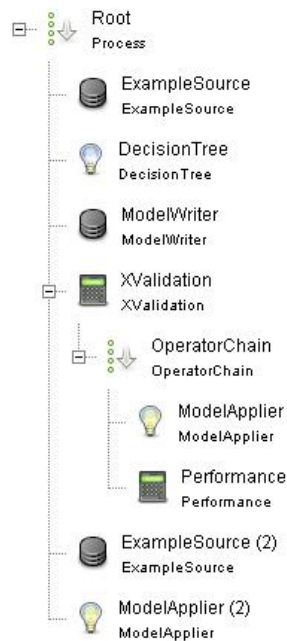 Root
Process
ExampleSource
ExampleSource
DecisionTree
DecisionTree
ModelWriter
ModelWriter
XValidation
XValidation
OperatorChain
OperatorChain
ModelApplier
ModelApplier
Performance
Performance
ExampleSource (2)
ExampleSource
ModelApplier (2)
ModelApplier